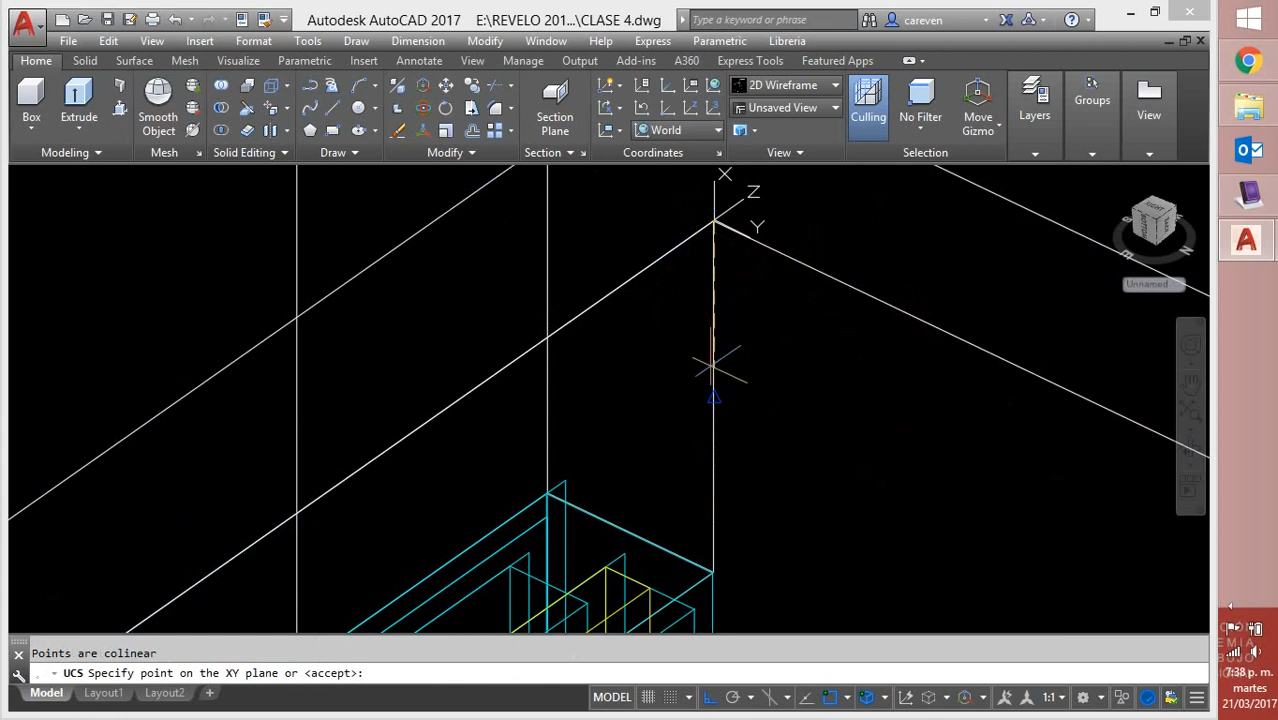 Autodesk AutoCAD 2017 E:\REVELO 201...\CLASE 4.dwg
Type a keyword or phrase
careven
File Edit View Insert Format Tools Draw Dimension Modify Window Help Express Parametric Libreria
Home Solid Surface Mesh Visualize Parametric Insert Annotate View Manage Output Add-ins A360 Express Tools Featured Apps
2D Wireframe
Unsaved View
World
Box Extrude Smooth Object Section Plane Culling No Filter Move Gizmo Layers Groups View
Modeling Mesh Solid Editing Draw Modify Section Coordinates View Selection
X
Z
Y
RIGHT
N
E
Unnamed
Points are colinear
UCS Specify point on the XY plane or <accept>:
Model Layout1 Layout2 +
MODEL 1:1
7:38 p. m.
martes
21/03/2017